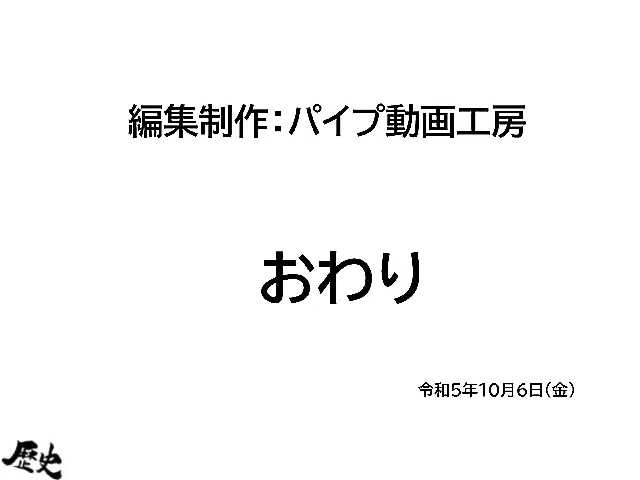 編集制作：パイプ動画工房
おわり
令和5年10月6日（金）
歴史